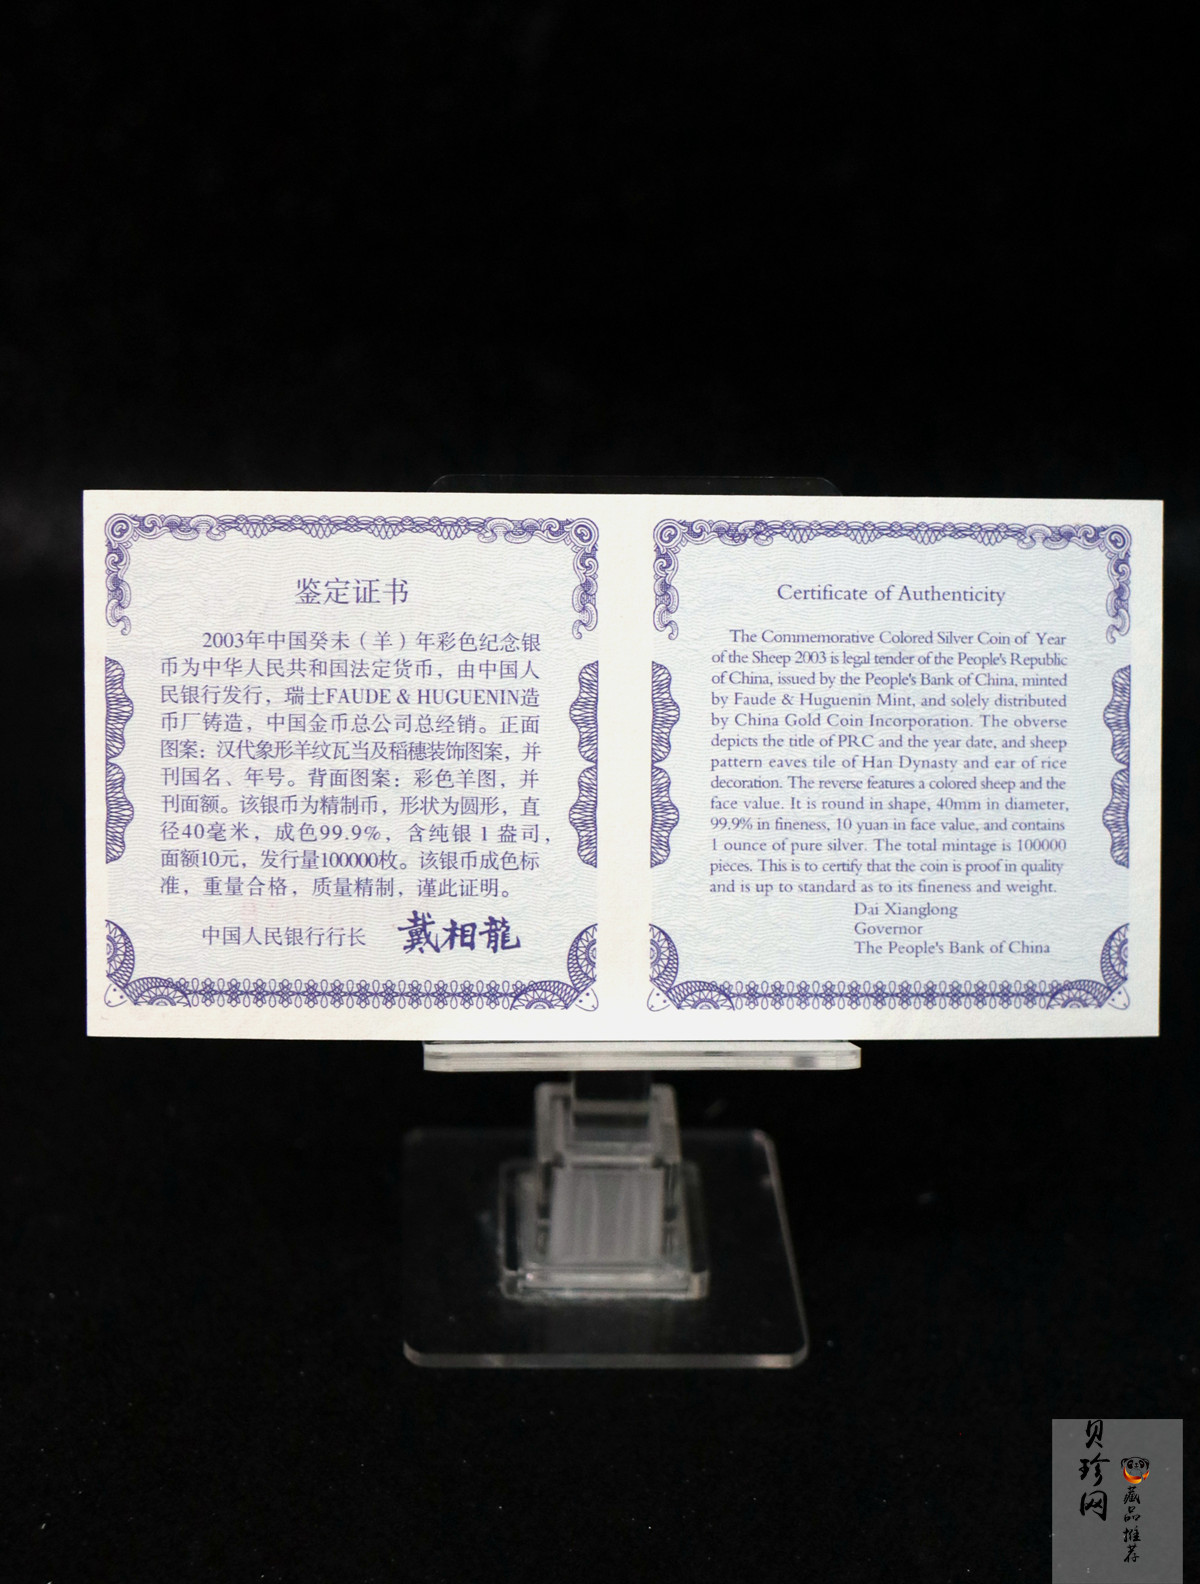 鉴定证书
2003年中国癸未（羊）年彩色纪念银
币为中华人民共和国法定货币，由中国人
民银行发行，瑞士FAUDE & HUGUENIN造
币厂铸造，中国金币总公司总经销。正面
图案：汉代象形羊纹瓦当及稻穗装饰图案，并
刊国名、年号。背面图案：彩色羊图，并
刊面额。该银币为精制币，形状为圆形，直
径40毫米，成色99.9%，含纯银1盎司，
面额10元，发行量100000枚。该银币成色标
准，重量合格，质量精制，谨此证明。
中国人民银行行长 戴相龍
Certificate of Authenticity
The Commemorative Colored Silver Coin of Year
of the Sheep 2003 is legal tender of the People's Republic
of China, issued by the People's Bank of China, minted
by Faude & Huguenin Mint, and solely distributed
by China Gold Coin Incorporation. The obverse
depicts the title of PRC and the year date, and sheep
pattern eaves tile of Han Dynasty and ear of rice
decoration. The reverse features a colored sheep and the
face value. It is round in shape, 40mm in diameter,
99.9% in fineness, 10 yuan in face value, and contains
1 ounce of pure silver. The total mintage is 100000
pieces. This is to certify that the coin is proof in quality
and is up to standard as to its fineness and weight.
Dai Xianglong
Governor
The People's Bank of China
贝珍网
藏品推荐